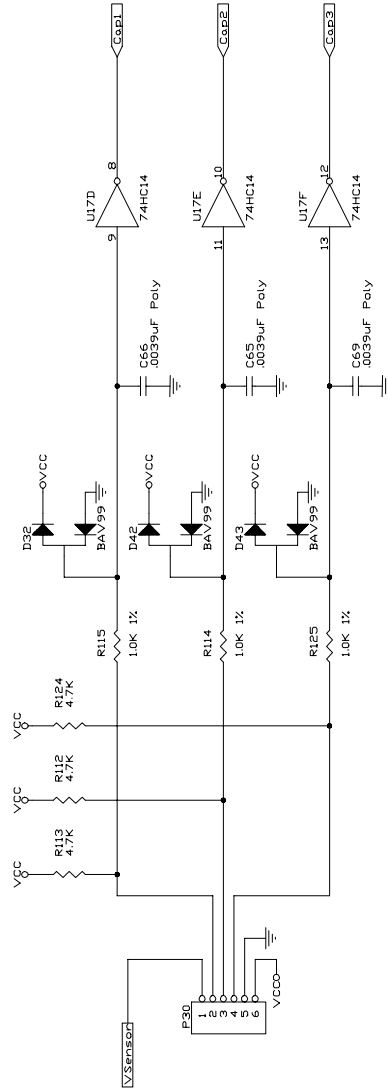 VSensor
P30
1
2
3
4
5
6
VCC
VCC
R113
4.7K
VCC
R112
4.7K
VCC
R124
4.7K
R115
1.0K 1%
D32
VCC
BAV99
C66
.0039uF Poly
U17D
9
8
74HC14
Cap1
R114
1.0K 1%
D42
VCC
BAV99
C65
.0039uF Poly
U17E
11
10
74HC14
Cap2
R125
1.0K 1%
D43
VCC
BAV99
C69
.0039uF Poly
U17F
13
12
74HC14
Cap3